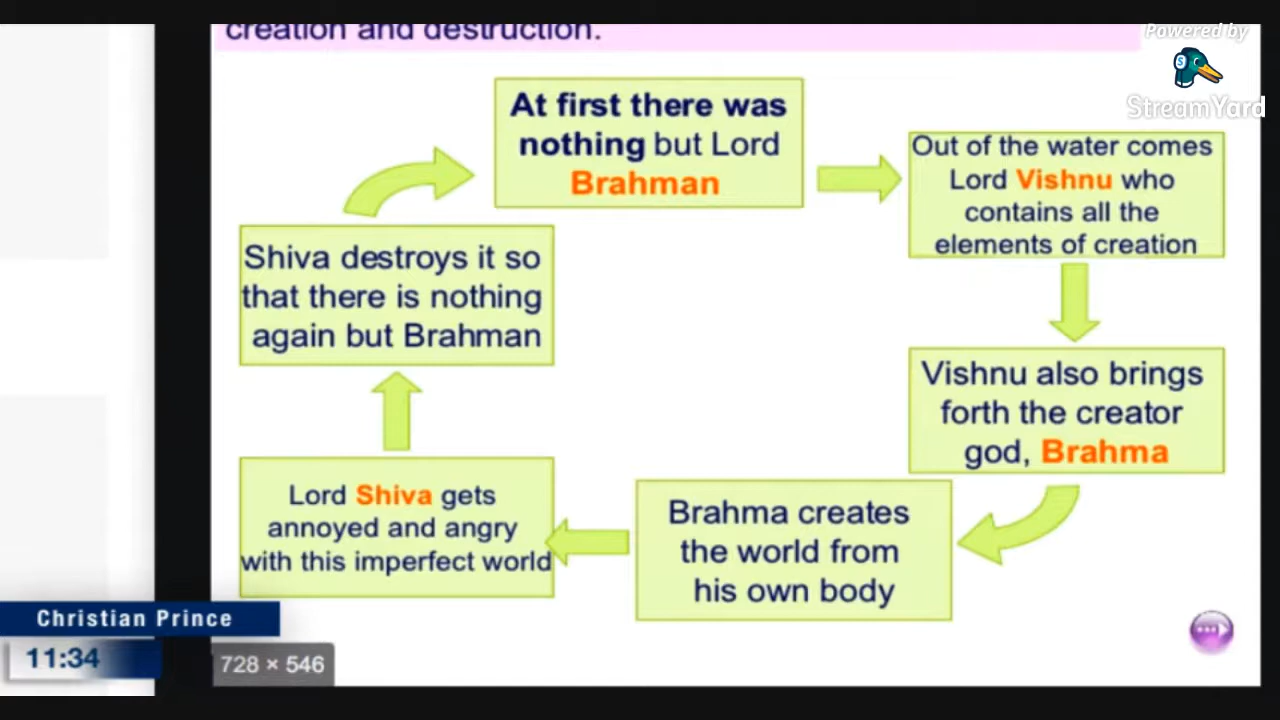 creation and destruction.
Powered by
StreamYard
At first there was
nothing but Lord
Brahman
Out of the water comes
Lord Vishnu who
contains all the
elements of creation
Vishnu also brings
forth the creator
god, Brahma
Brahma creates
the world from
his own body
Lord Shiva gets
annoyed and angry
with this imperfect world
Shiva destroys it so
that there is nothing
again but Brahman
Christian Prince
11:34
728 × 546